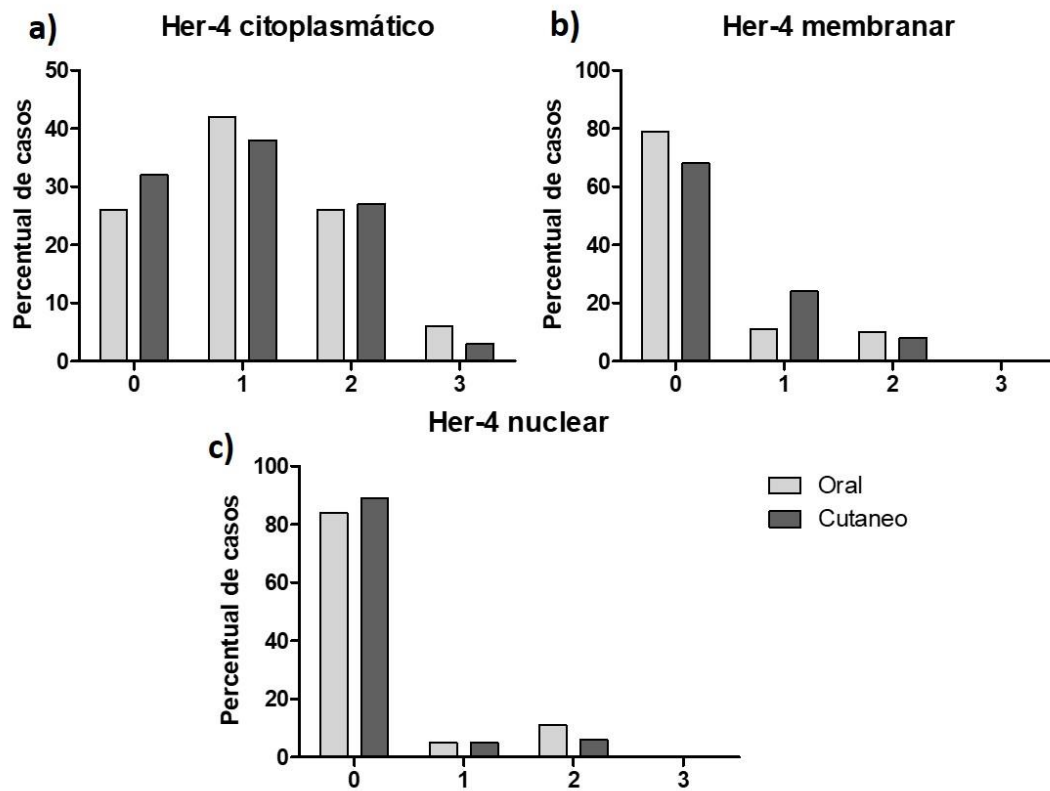 a)
Her-4 citoplasmático
Percentual de casos
50
40
30
20
10
0
0 1 2 3
b)
Her-4 membranar
Percentual de casos
100
80
60
40
20
0
0 1 2 3
c)
Her-4 nuclear
Percentual de casos
100
80
60
40
20
0
0 1 2 3
Oral
Cutaneo